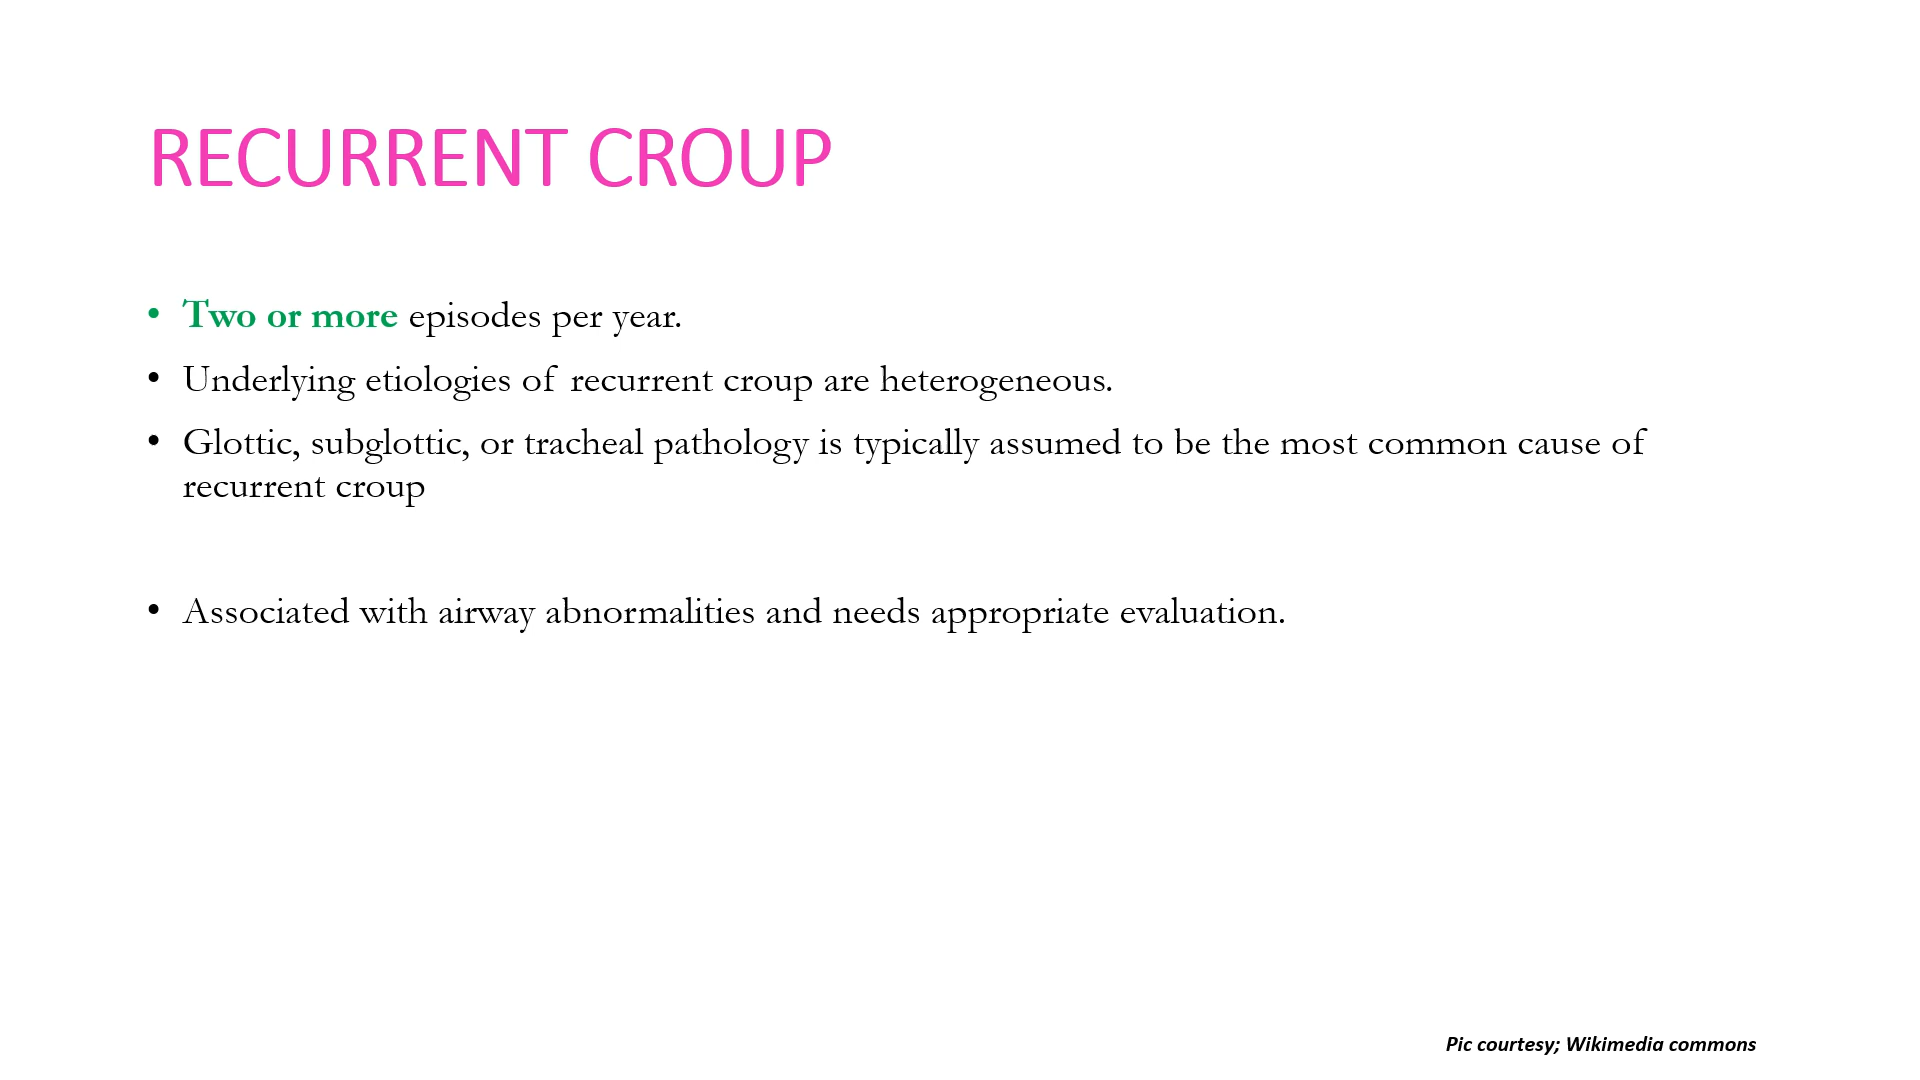 RECURRENT CROUP
• Two or more episodes per year.
• Underlying etiologies of recurrent croup are heterogeneous.
• Glottic, subglottic, or tracheal pathology is typically assumed to be the most common cause of
recurrent croup
• Associated with airway abnormalities and needs appropriate evaluation.
Pic courtesy; Wikimedia commons